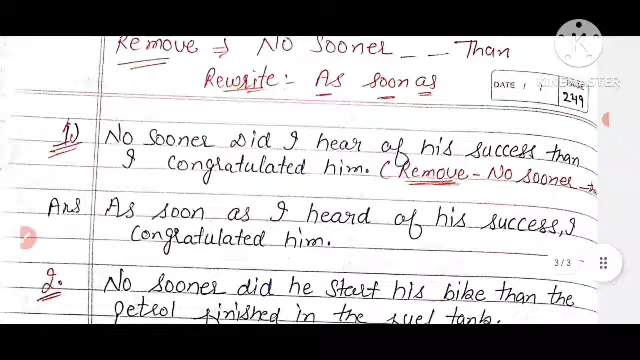 Remove ⇒ No Sooner -- Than
Rewrite:- As soon as
DATE / /
PAGE 249
KINEMASTER
1.) No sooner Did I hear of his success than
I congratulated him. (Remove - No sooner →
Ans As soon as I heard of his success, I
congratulated him.
3/3
2. No sooner did he start his bike than the
petrol finished in the fuel tank.